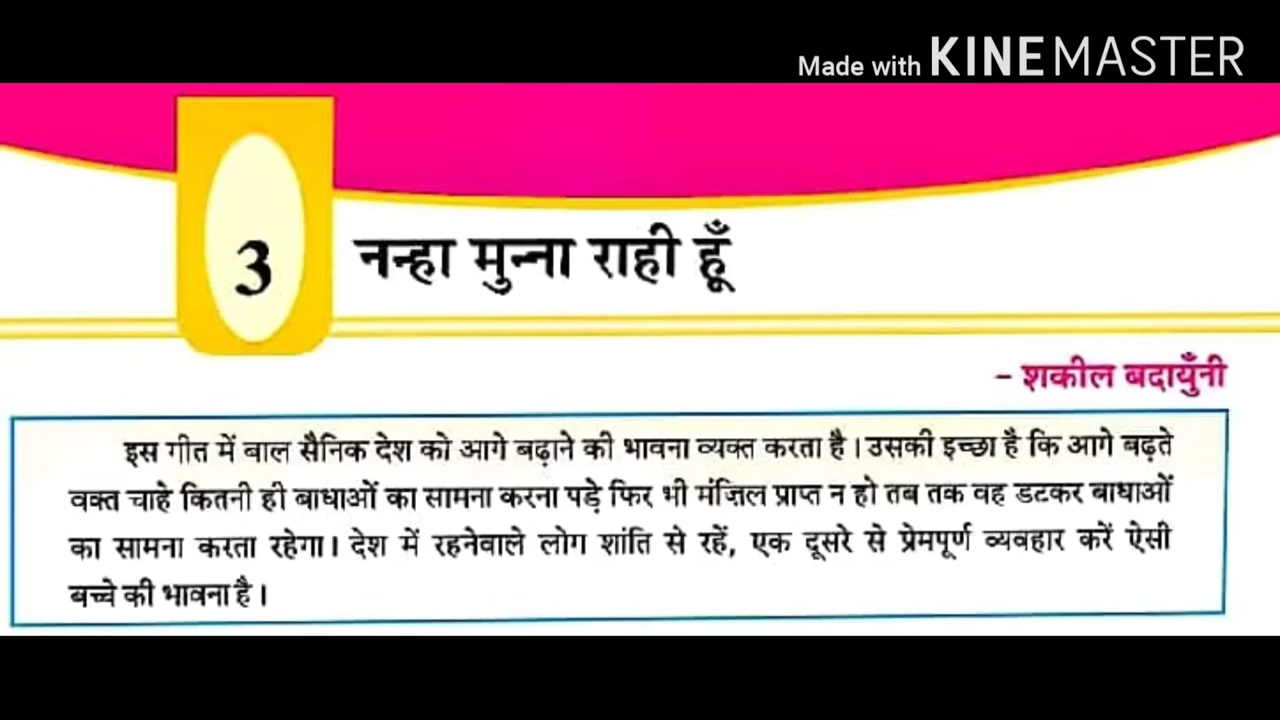 Made with KINEMASTER
3
नन्हा मुन्ना राही हूँ
- शकील बदायुँनी
इस गीत में बाल सैनिक देश को आगे बढ़ाने की भावना व्यक्त करता है। उसकी इच्छा है कि आगे बढ़ते
वक्त चाहे कितनी ही बाधाओं का सामना करना पड़े फिर भी मंज़िल प्राप्त न हो तब तक वह डटकर बाधाओं
का सामना करता रहेगा। देश में रहनेवाले लोग शांति से रहें, एक दूसरे से प्रेमपूर्ण व्यवहार करें ऐसी
बच्चे की भावना है।